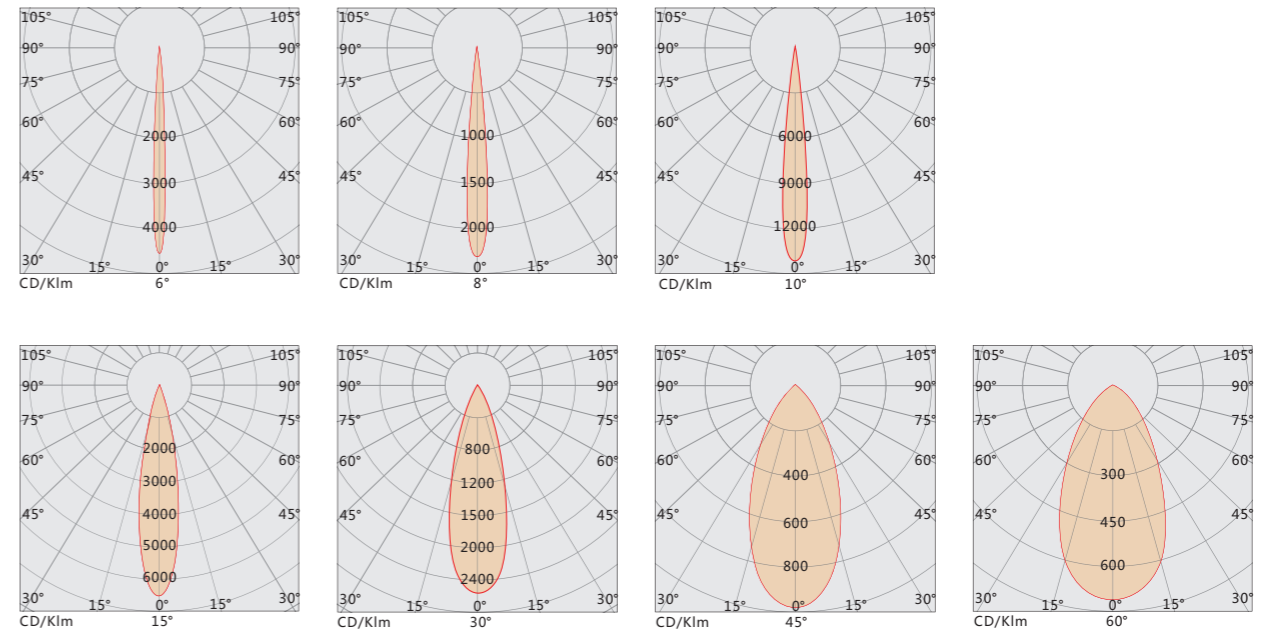 105° 105° 105° 105° 105° 105°
90° 90° 90° 90° 90° 90°
75° 75° 75° 75° 75° 75°
60° 60° 60° 60° 60° 60°
2000 1000 6000
45° 45° 45° 45° 45° 45°
3000 1500 9000
4000 2000 12000
30° 15° 0° 15° 30° 30° 15° 0° 15° 30° 30° 15° 0° 15° 30°
CD/Klm 6° CD/Klm 8° CD/Klm 10°
105° 105° 105° 105° 105° 105° 105° 105°
90° 90° 90° 90° 90° 90° 90° 90°
75° 75° 75° 75° 75° 75° 75° 75°
2000 800
60° 60° 60° 60° 60° 60° 60° 60°
3000 1200 400 300
45° 45° 45° 45° 45° 45° 45° 45°
4000 1500 600 450
5000 2000
6000 2400 800 600
30° 15° 0° 15° 30° 30° 15° 0° 15° 30° 30° 15° 0° 15° 30° 30° 15° 0° 15° 30°
CD/Klm 15° CD/Klm 30° CD/Klm 45° CD/Klm 60°